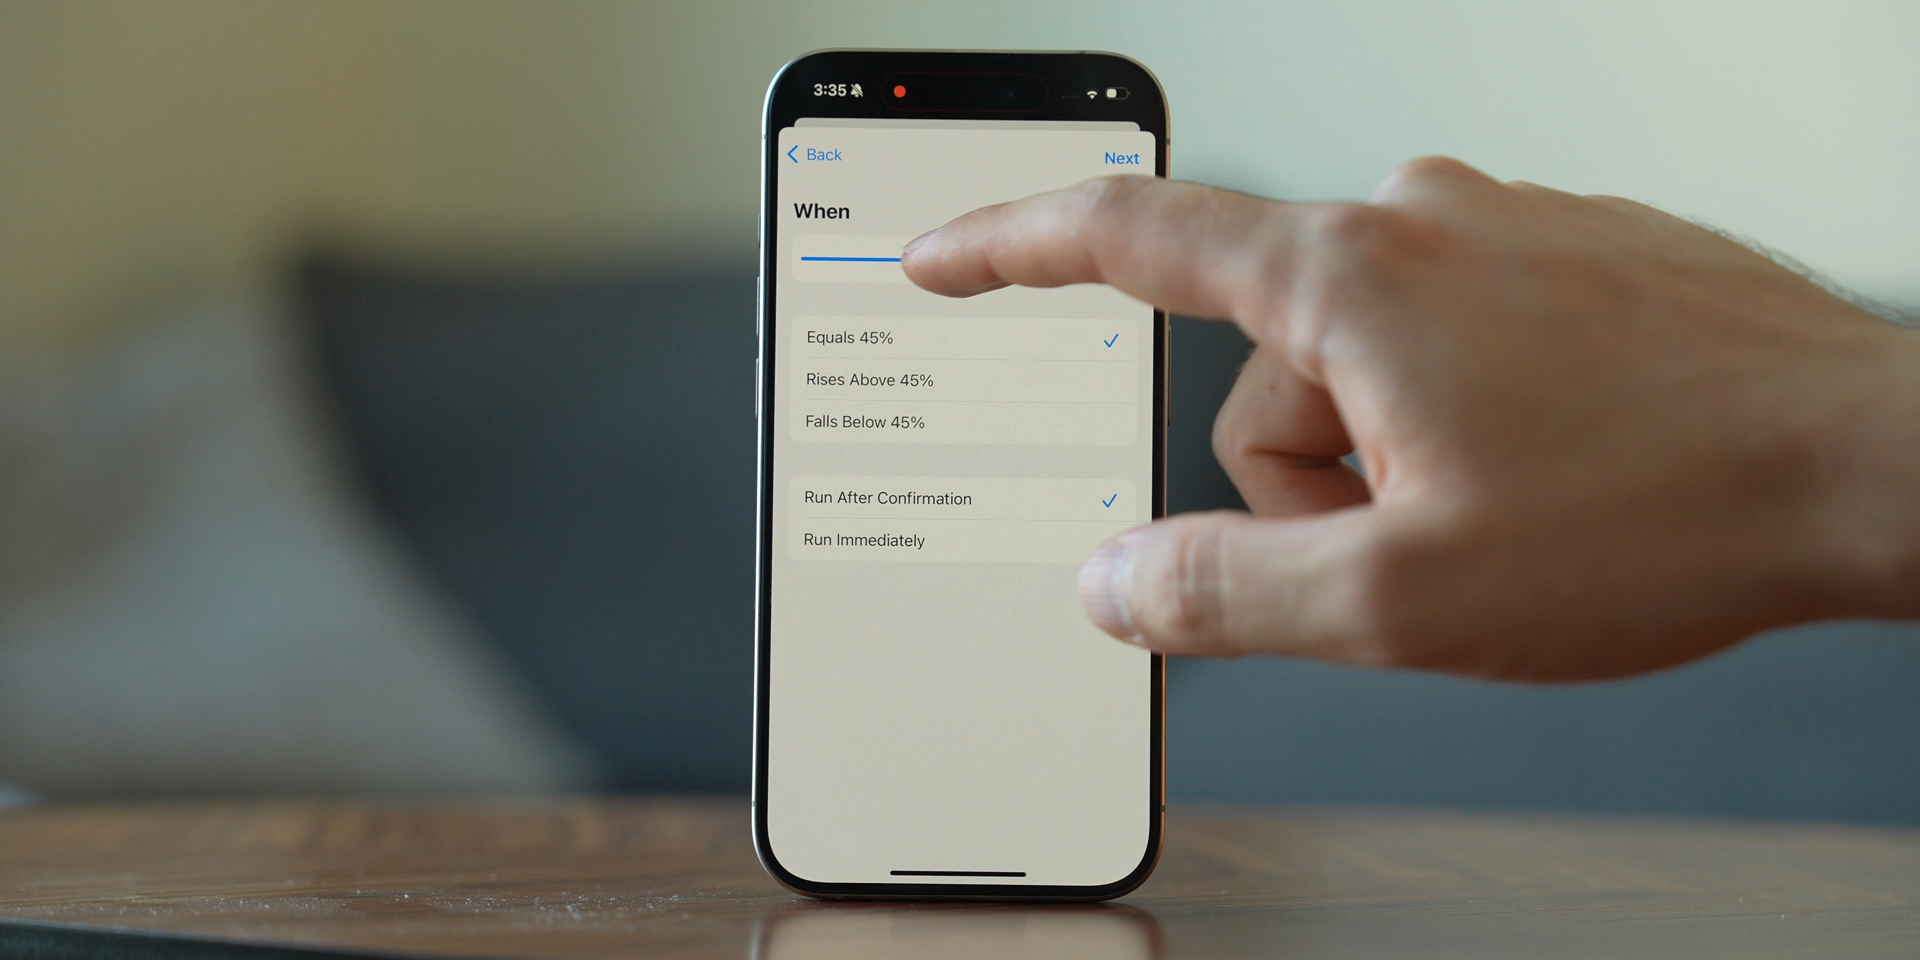 3:35
Back
Next
When
Equals 45%
Rises Above 45%
Falls Below 45%
Run After Confirmation
Run Immediately